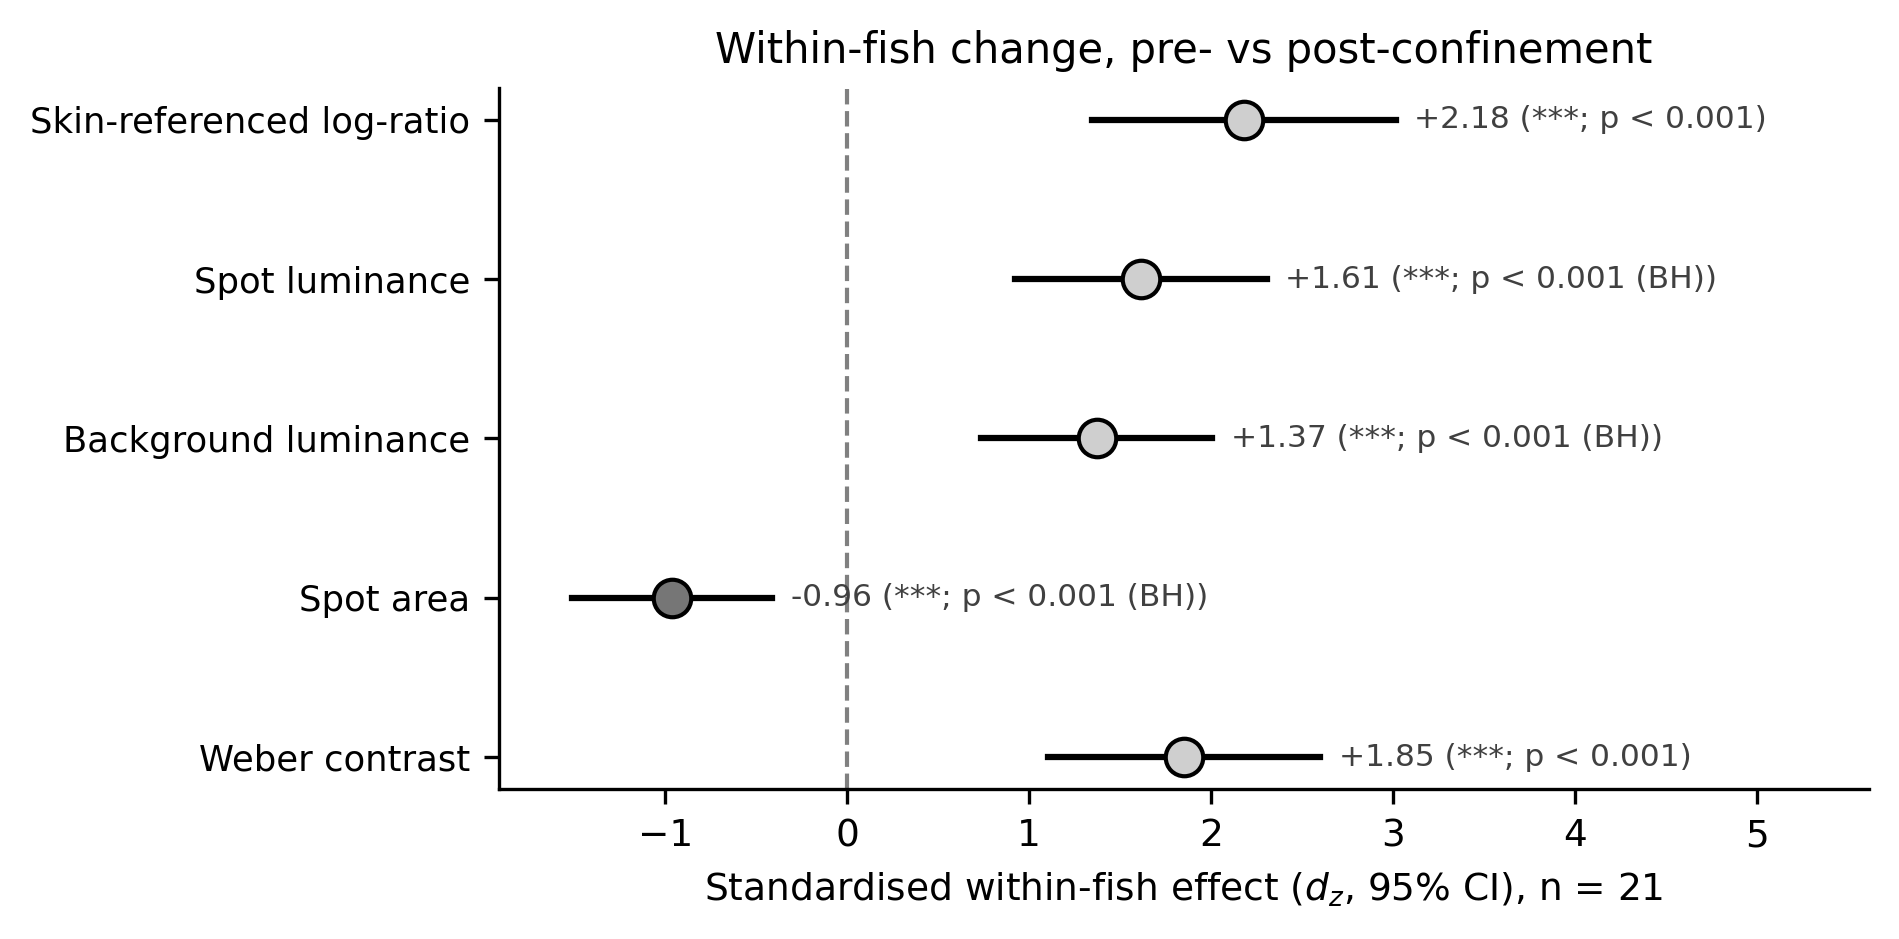 Within-fish change, pre- vs post-confinement
Skin-referenced log-ratio
+2.18 (***; p < 0.001)
Spot luminance
+1.61 (***; p < 0.001 (BH))
Background luminance
+1.37 (***; p < 0.001 (BH))
Spot area
-0.96 (***; p < 0.001 (BH))
Weber contrast
+1.85 (***; p < 0.001)
−1 0 1 2 3 4 5
Standardised within-fish effect (dz, 95% CI), n = 21